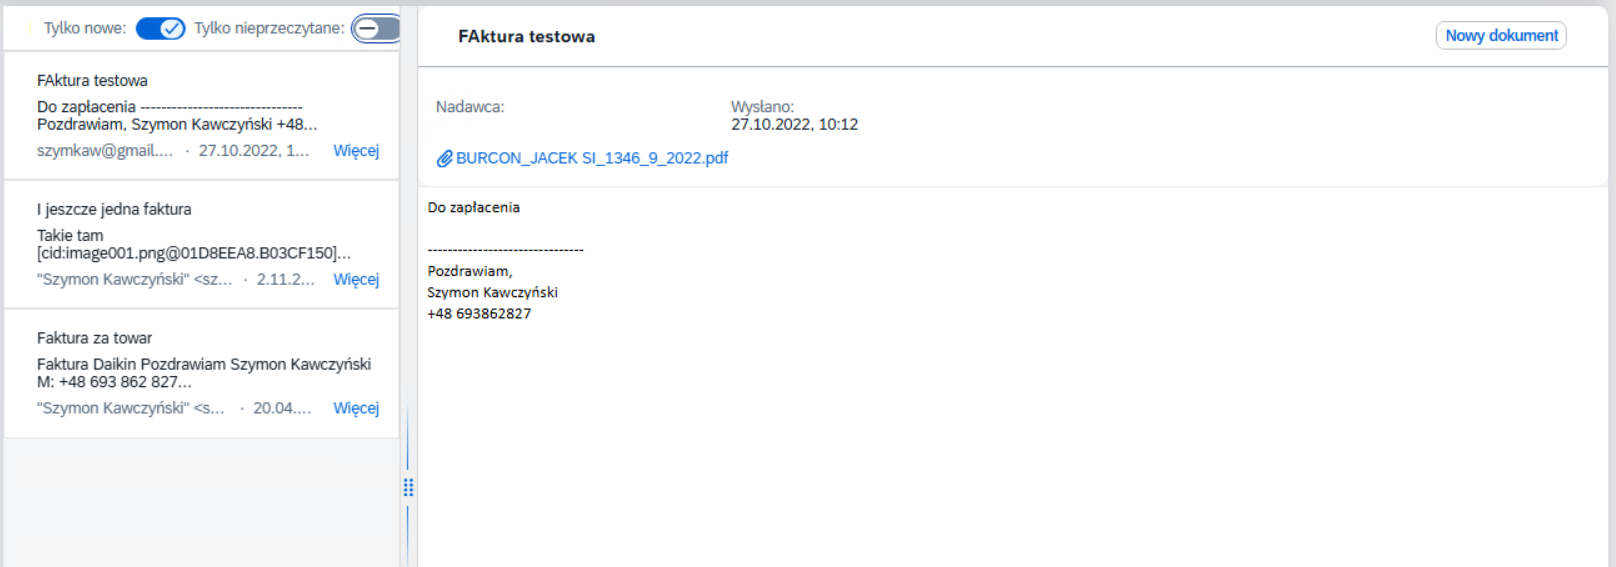 Tylko nowe: Tylko nieprzeczytane:
FAktura testowa
Do zapłacenia -------------------------------
Pozdrawiam, Szymon Kawczyński +48...
szymkaw@gmail.... · 27.10.2022, 1... Więcej
I jeszcze jedna faktura
Takie tam
[cid:image001.png@01D8EEA8.B03CF150]...
"Szymon Kawczyński" <sz... · 2.11.2... Więcej
Faktura za towar
Faktura Daikin Pozdrawiam Szymon Kawczyński
M: +48 693 862 827...
"Szymon Kawczyński" <s... · 20.04.... Więcej
FAktura testowa
Nowy dokument
Nadawca: Wysłano:
27.10.2022, 10:12
BURCON_JACEK SI_1346_9_2022.pdf
Do zapłacenia
-------------------------------
Pozdrawiam,
Szymon Kawczyński
+48 693862827